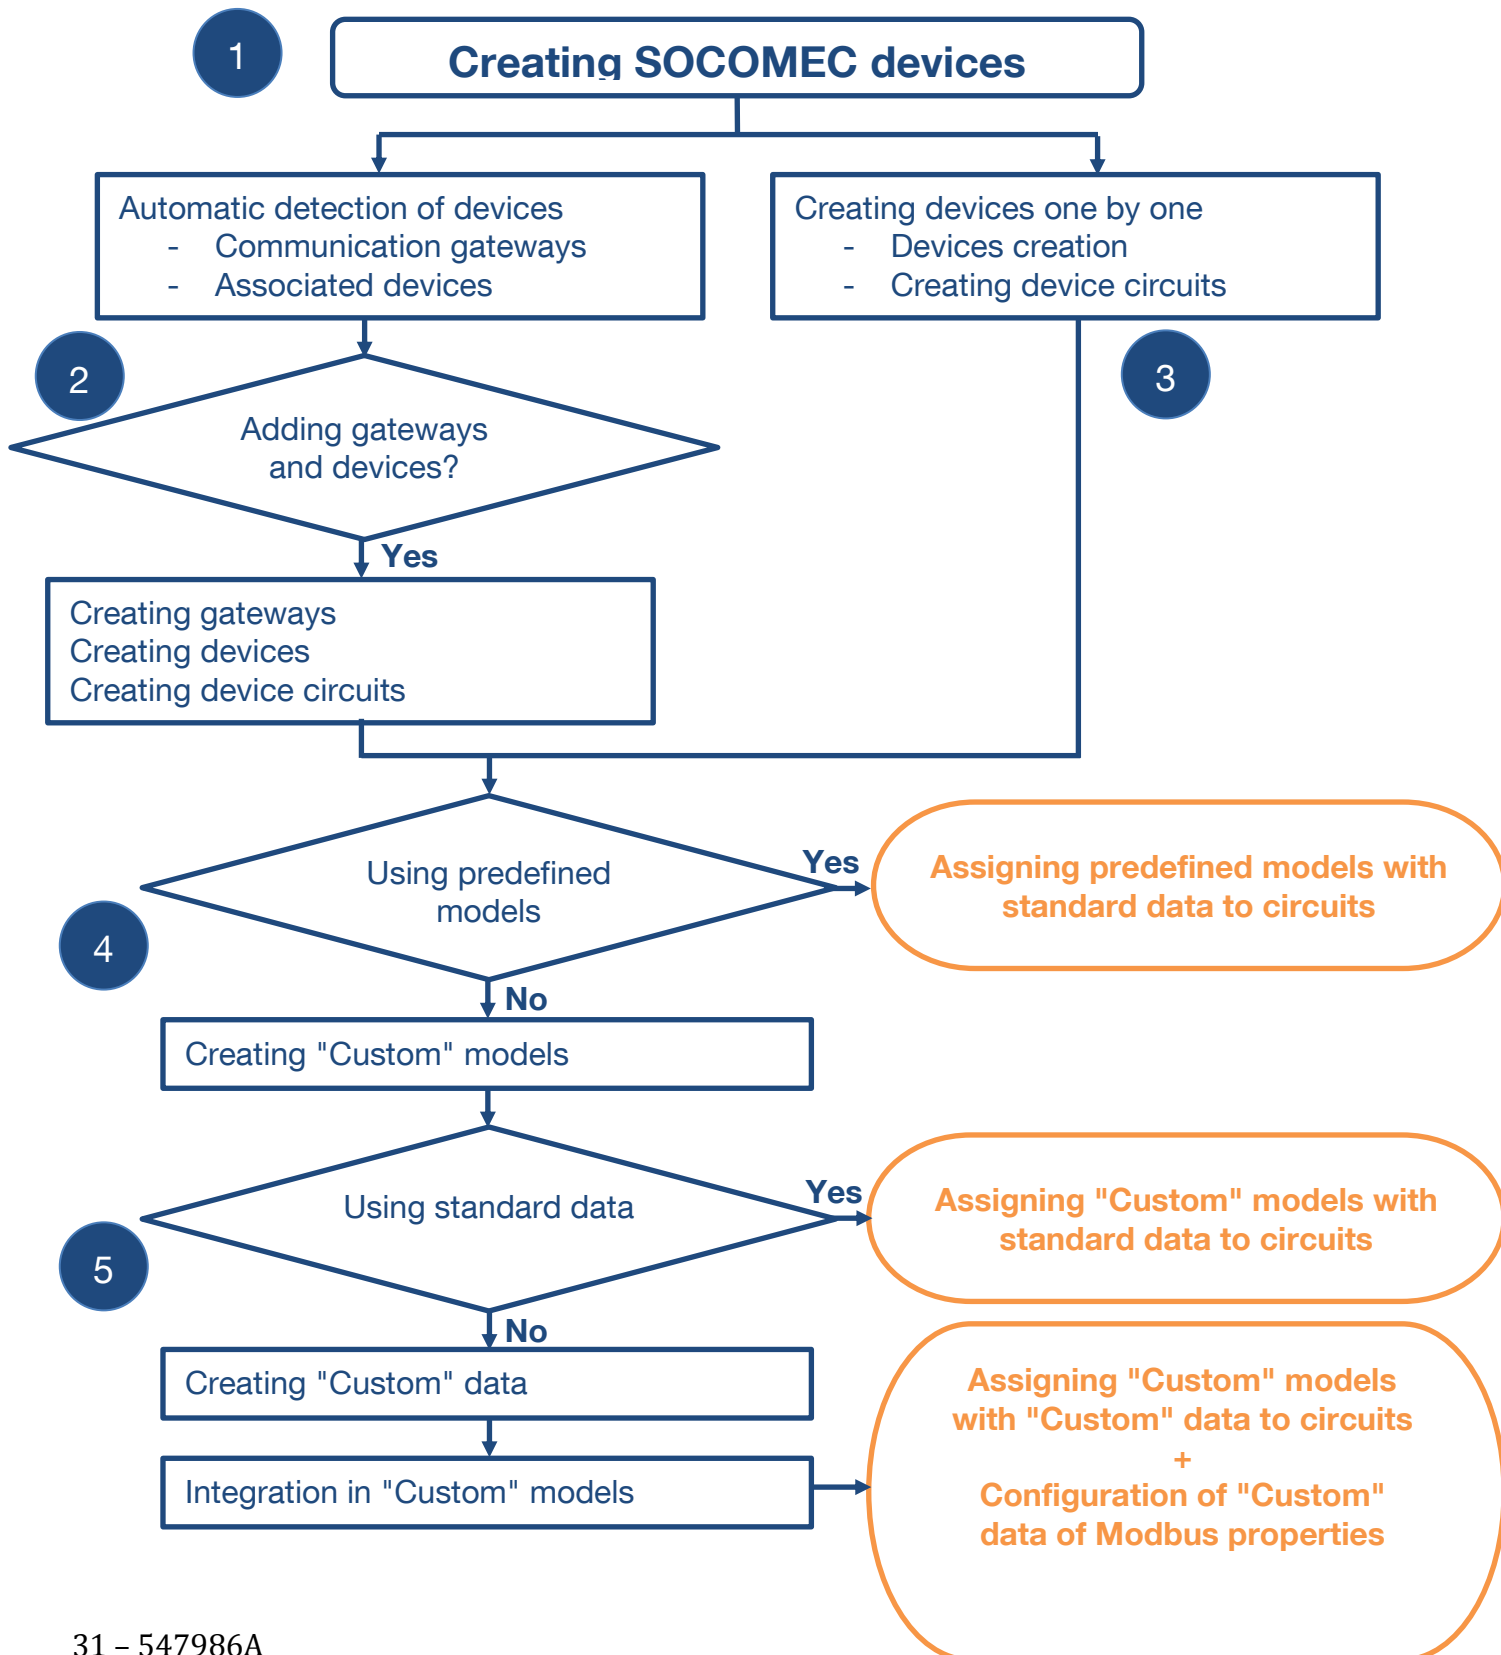 1
Creating SOCOMEC devices
Automatic detection of devices
- Communication gateways
- Associated devices
Creating devices one by one
- Devices creation
- Creating device circuits
2
3
Adding gateways
and devices?
Yes
Creating gateways
Creating devices
Creating device circuits
Using predefined
models
Yes
Assigning predefined models with
standard data to circuits
4
No
Creating "Custom" models
Using standard data
Yes
Assigning "Custom" models with
standard data to circuits
5
No
Creating "Custom" data
Integration in "Custom" models
Assigning "Custom" models
with "Custom" data to circuits
+
Configuration of "Custom"
data of Modbus properties
31 – 547986A